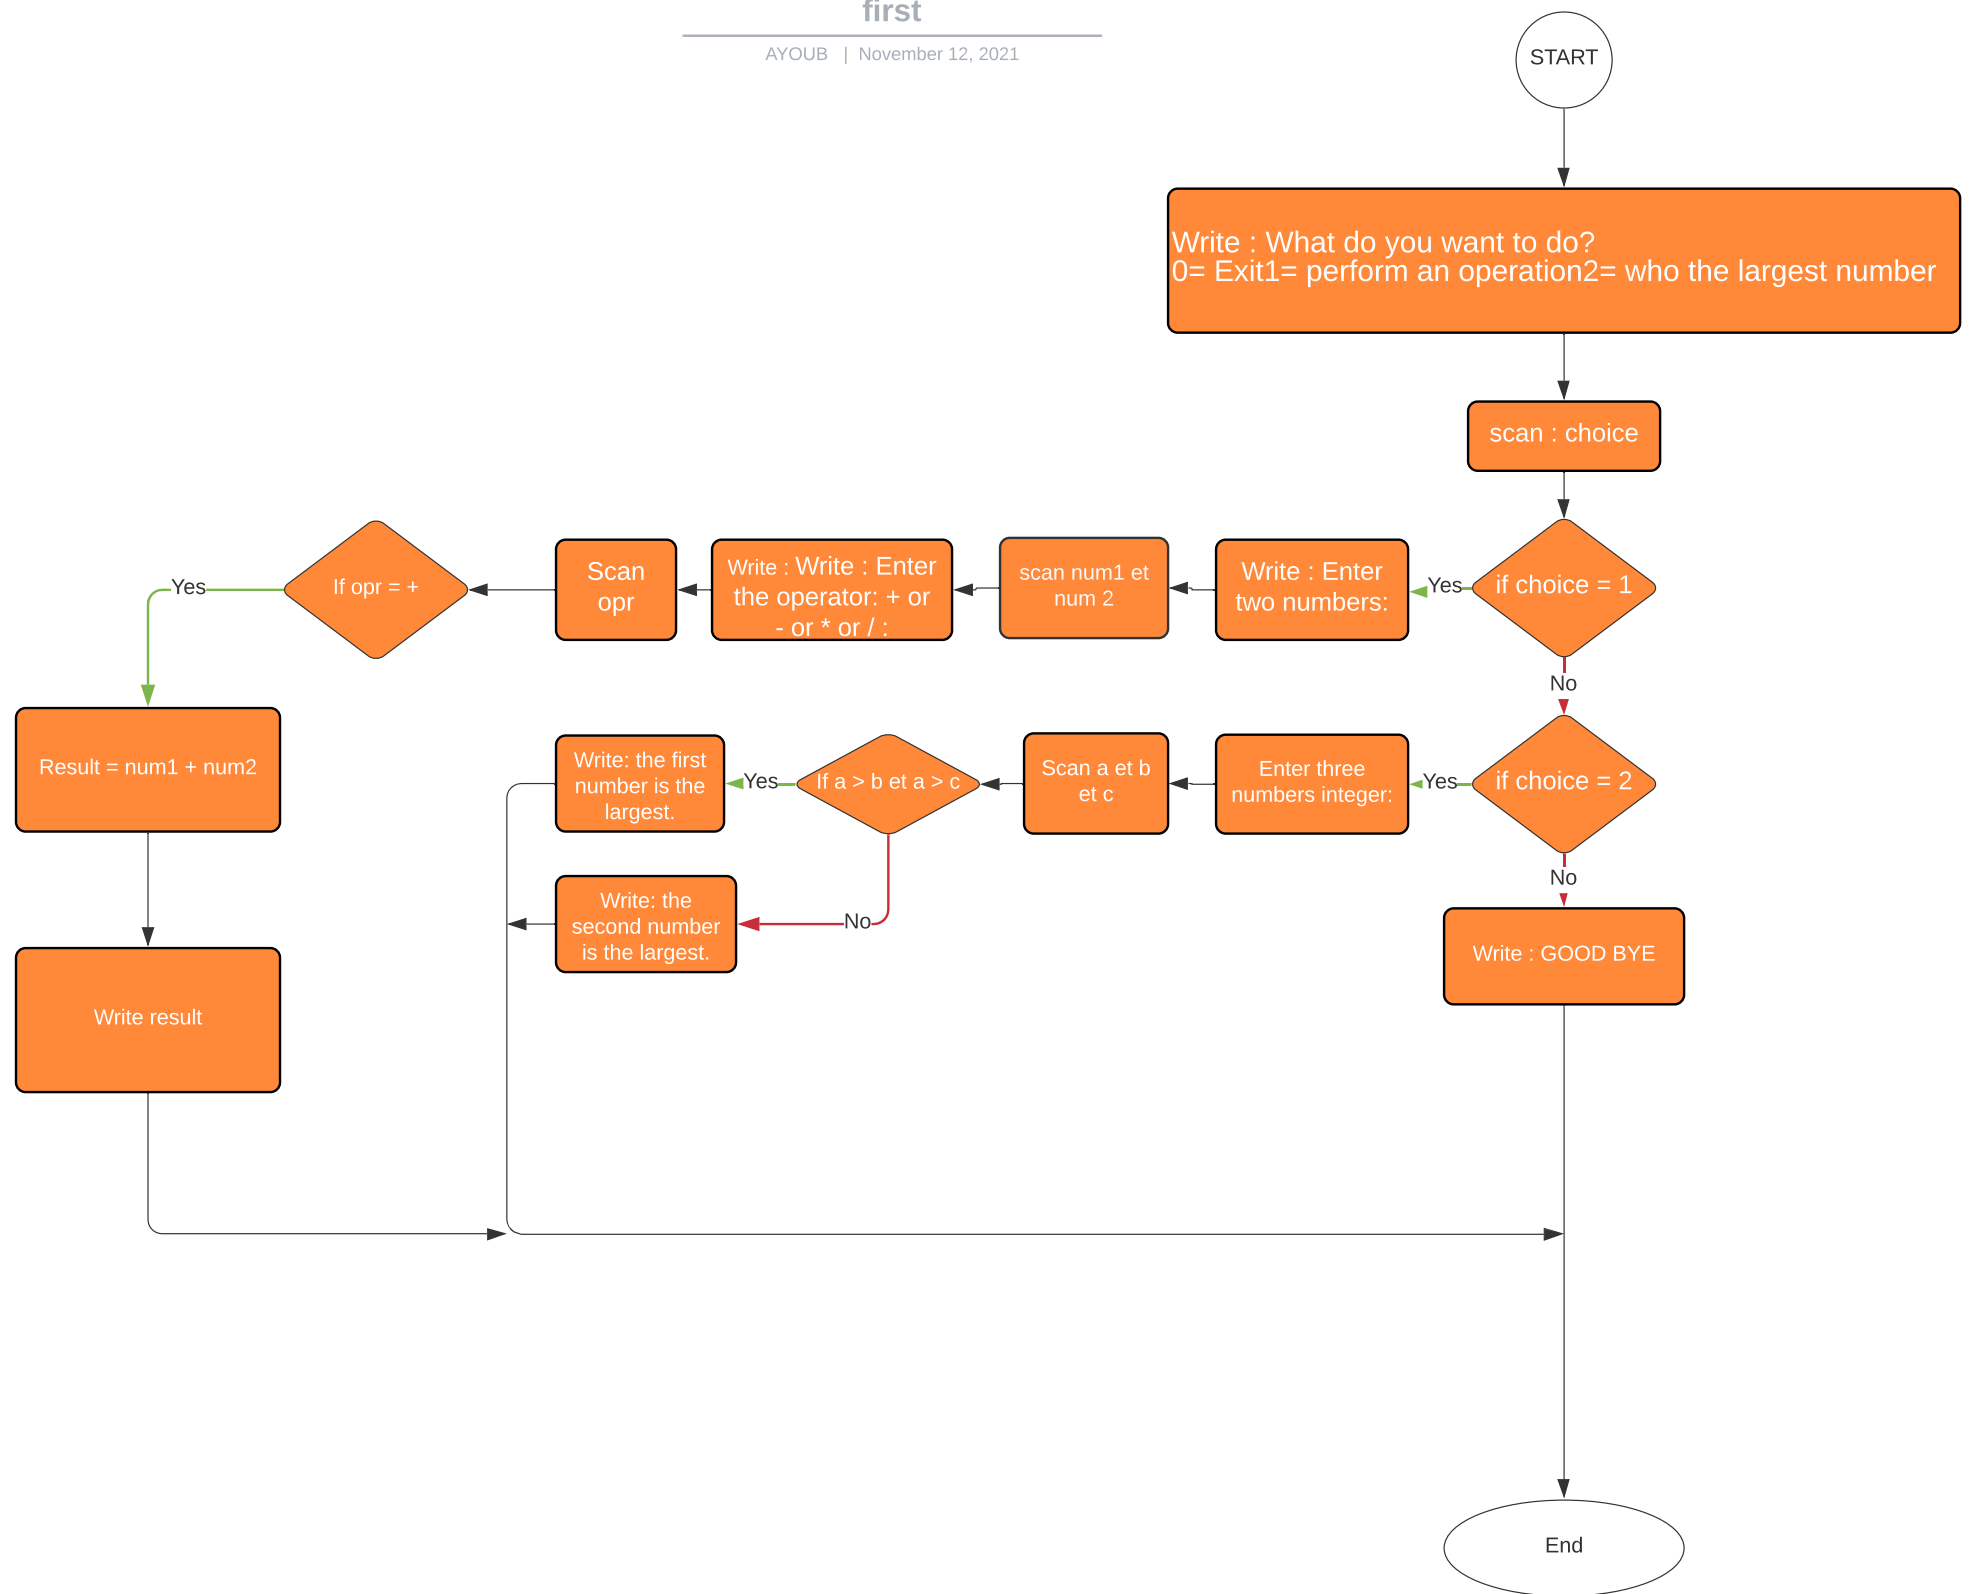 first
AYOUB | November 12, 2021
START
Write : What do you want to do?
0= Exit1= perform an operation2= who the largest number
scan : choice
if choice = 1
Yes
Write : Enter
two numbers:
scan num1 et
num 2
Write : Write : Enter
the operator: + or
- or * or / :
Scan
opr
If opr = +
Yes
Result = num1 + num2
Write result
No
if choice = 2
Yes
Enter three
numbers integer:
Scan a et b
et c
If a > b et a > c
Yes
Write: the first
number is the
largest.
No
Write: the
second number
is the largest.
No
Write : GOOD BYE
End